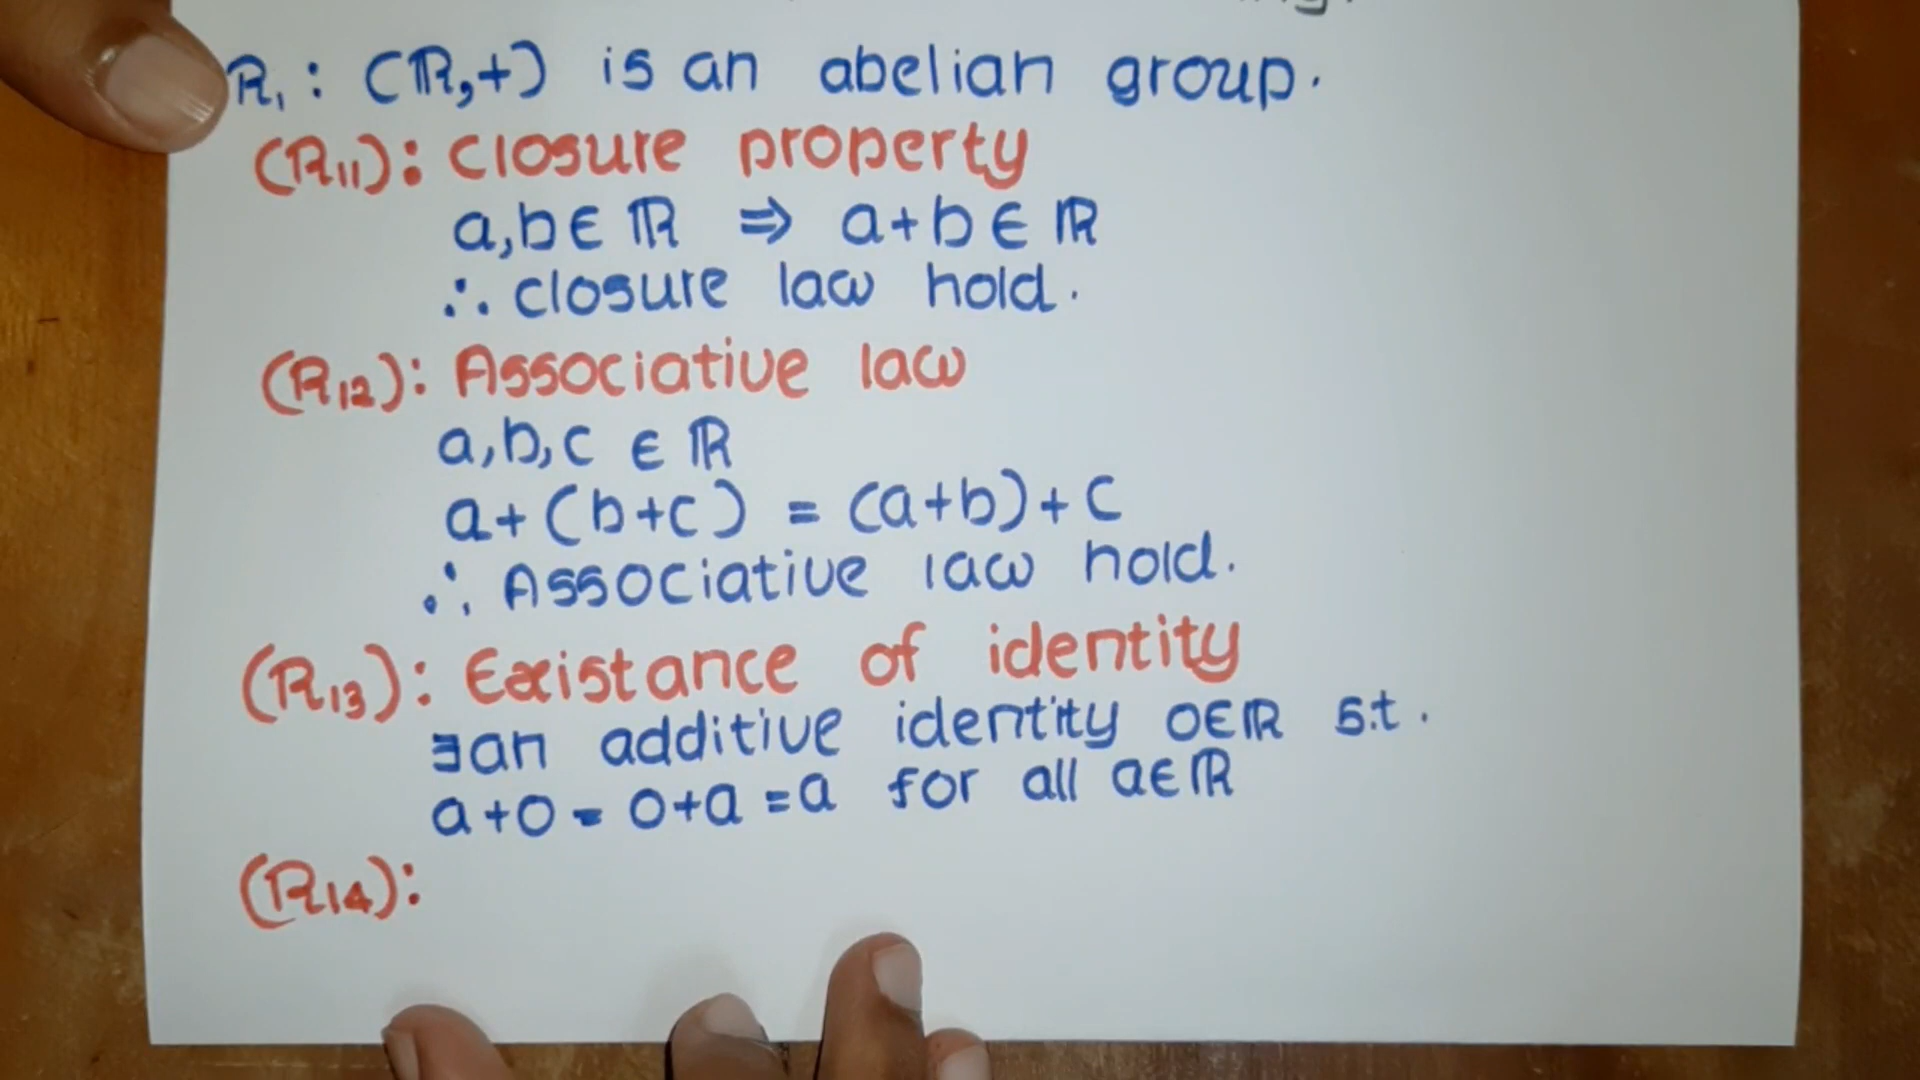 R₁ : (ℝ,+) is an abelian group.
(R₁₁): Closure property
a,b∈ℝ ⇒ a+b∈ℝ
∴ closure law hold.
(R₁₂): Associative law
a,b,c ∈ ℝ
a+(b+c) = (a+b)+c
∴ Associative law hold.
(R₁₃): Existance of identity
∃an additive identity 0∈ℝ s.t.
a+0=0+a=a for all a∈ℝ
(R₁₄):